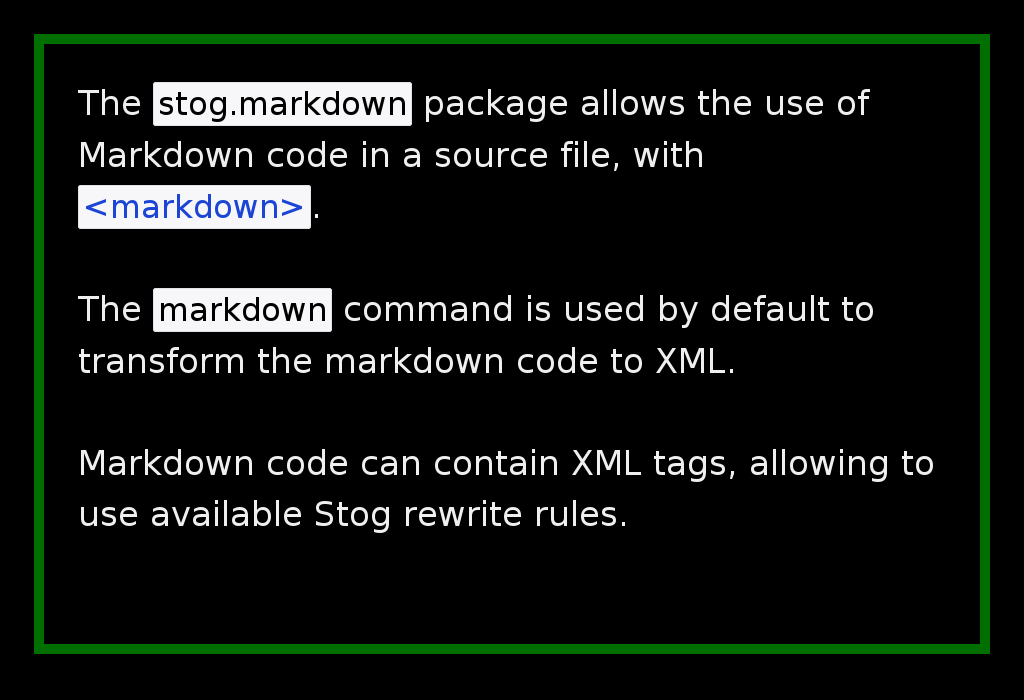 The stog.markdown package allows the use of
Markdown code in a source file, with
<markdown>.
The markdown command is used by default to
transform the markdown code to XML.
Markdown code can contain XML tags, allowing to
use available Stog rewrite rules.